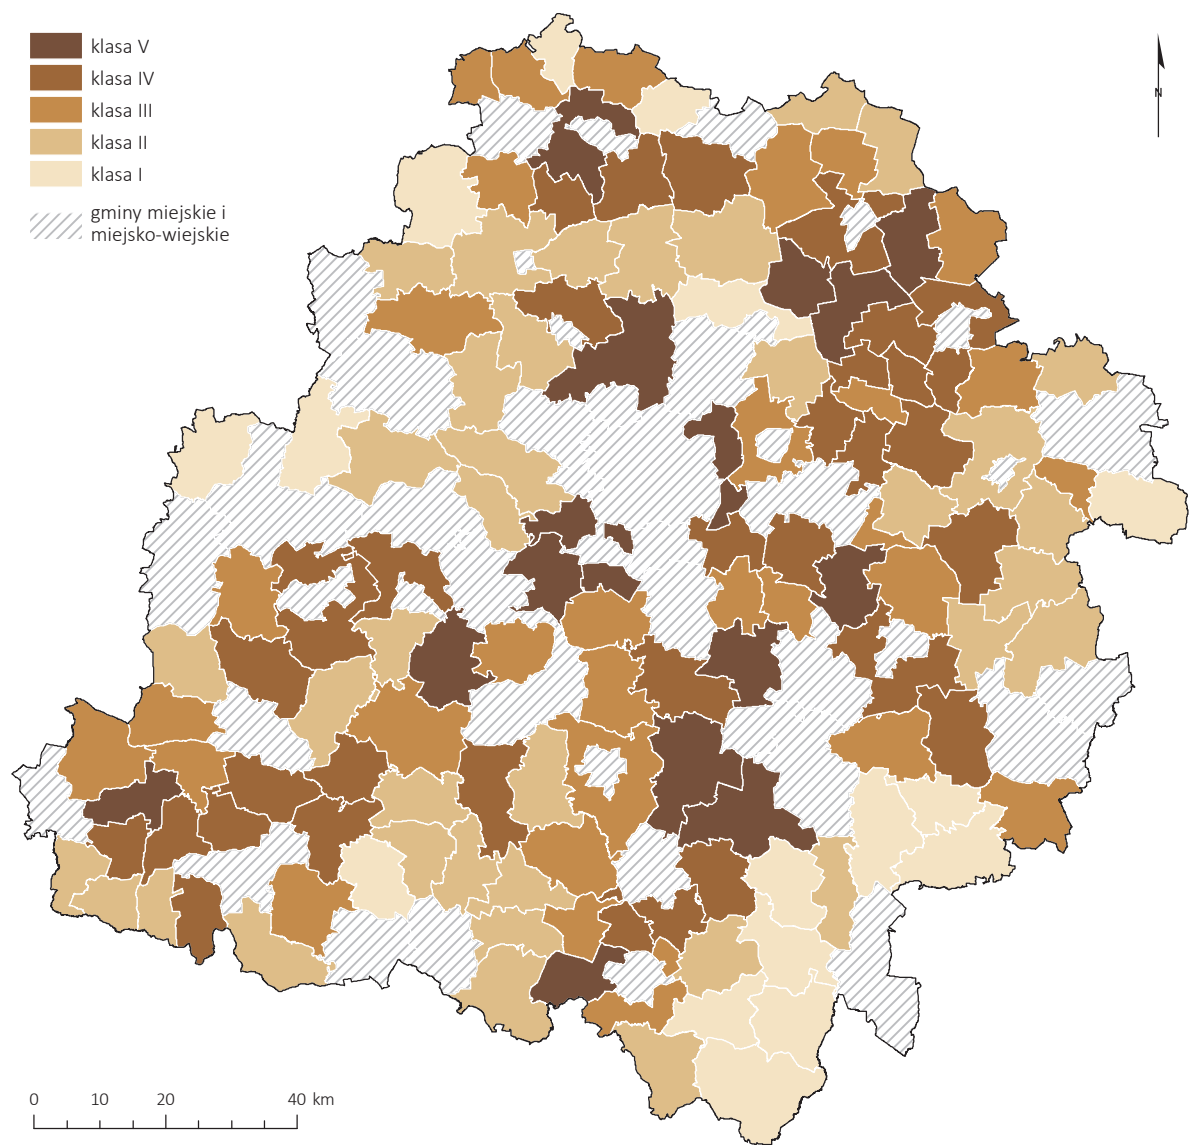 klasa V
klasa IV
klasa III
klasa II
klasa I
gminy miejskie i
miejsko-wiejskie
N
0 10 20 40 km